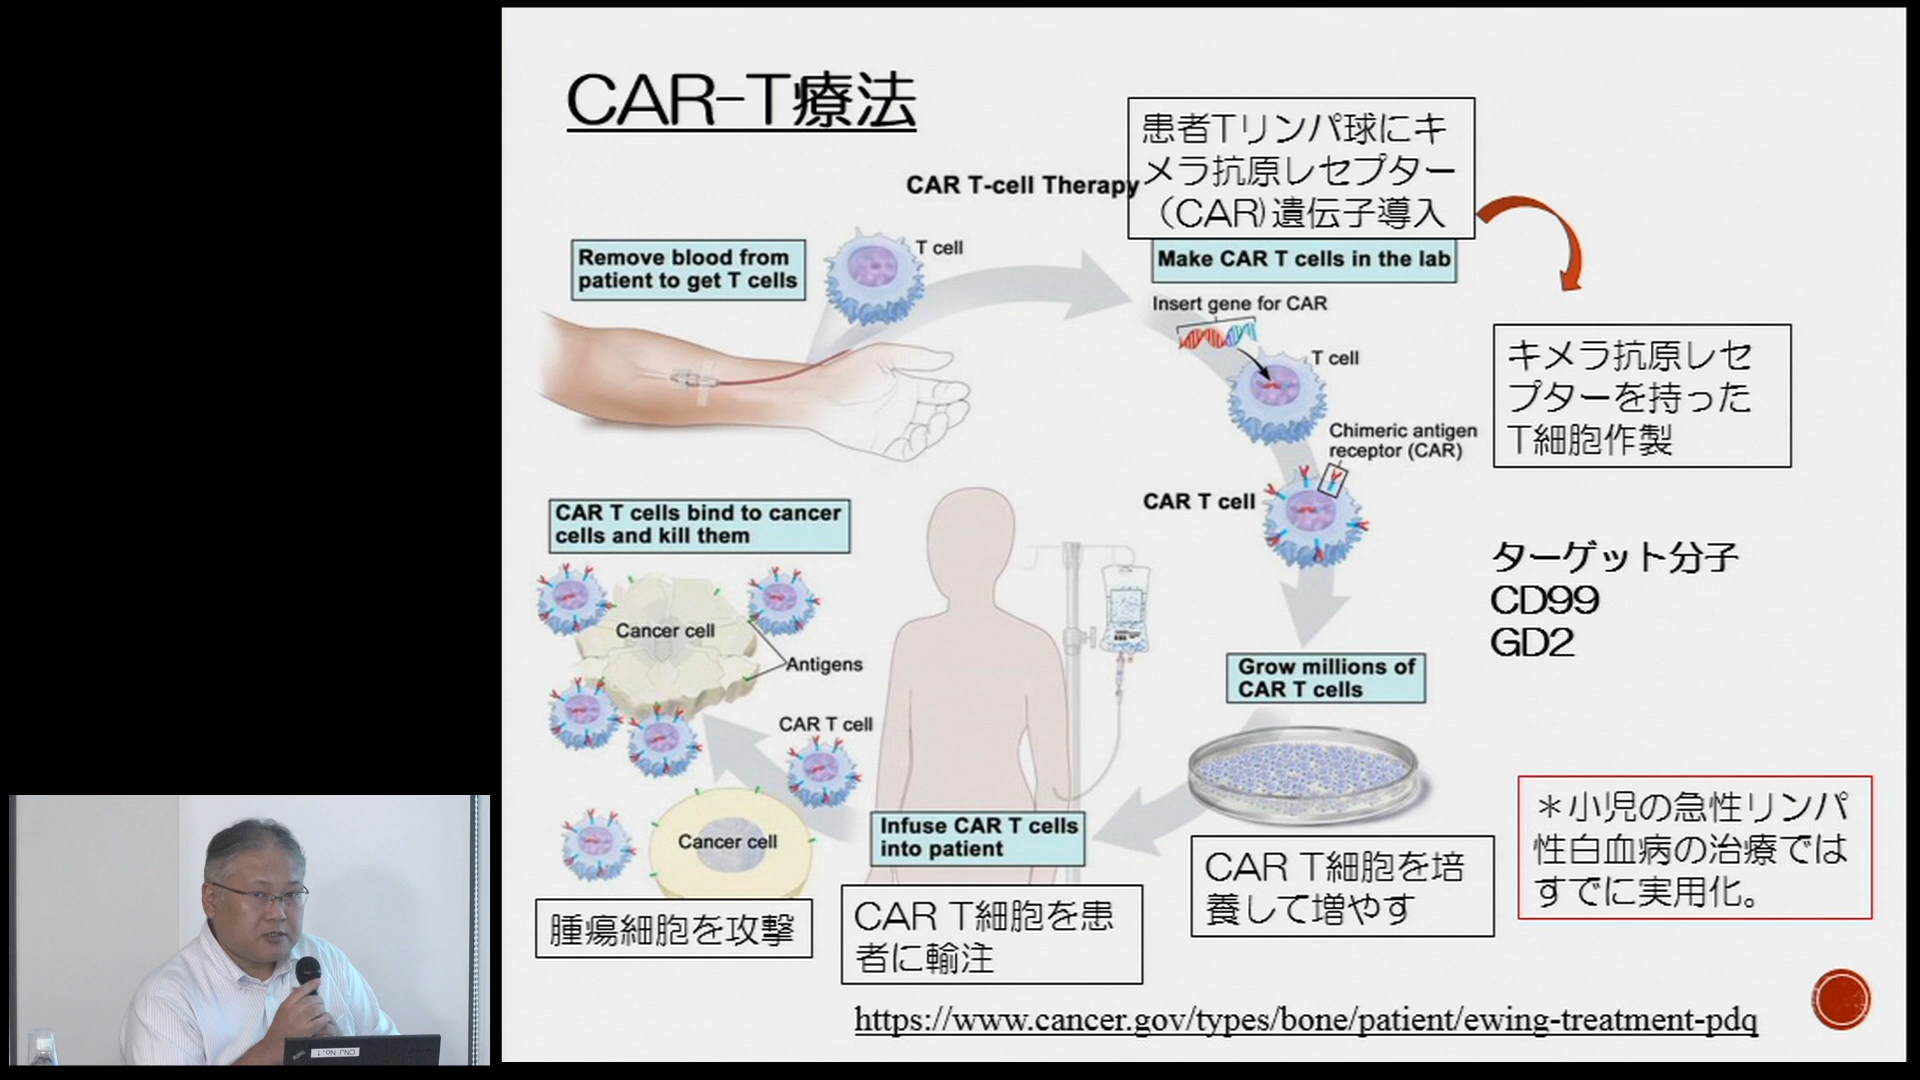 CAR-T療法
患者Tリンパ球にキ
メラ抗原レセプター
（CAR)遺伝子導入
CAR T-cell Therapy
Remove blood from
patient to get T cells
T cell
Make CAR T cells in the lab
Insert gene for CAR
T cell
Chimeric antigen
receptor (CAR)
CAR T cell
キメラ抗原レセ
プターを持った
T細胞作製
ターゲット分子
CD99
GD2
CAR T cells bind to cancer
cells and kill them
Cancer cell
Antigens
CAR T cell
Cancer cell
Grow millions of
CAR T cells
Infuse CAR T cells
into patient
腫瘍細胞を攻撃
CAR T細胞を患
者に輸注
CAR T細胞を培
養して増やす
＊小児の急性リンパ
性白血病の治療では
すでに実用化。
https://www.cancer.gov/types/bone/patient/ewing-treatment-pdq
CNJ No.1